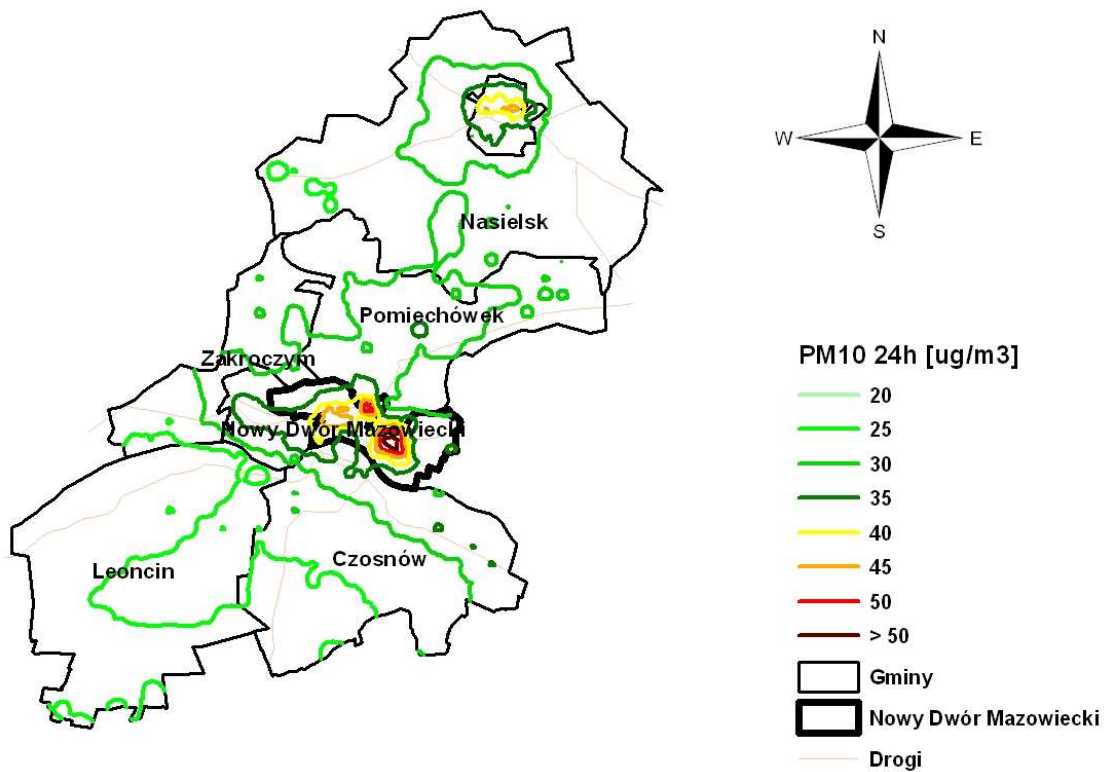 N
W E
S
Nasielsk
Pomiechówek
Zakroczym
Nowy Dwór Mazowiecki
Leoncin
Czosnów
PM10 24h [ug/m3]
20
25
30
35
40
45
50
> 50
Gminy
Nowy Dwór Mazowiecki
Drogi